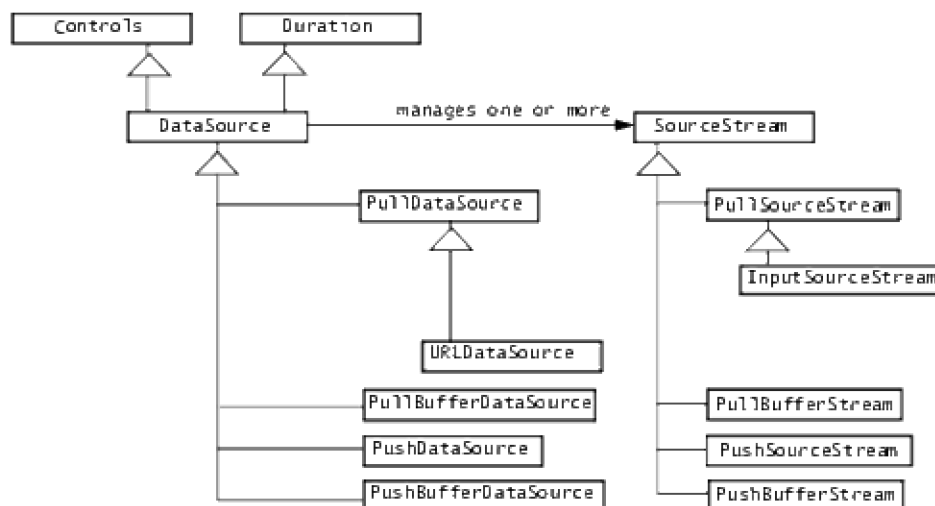 Controls
Duration
manages one or more
DataSource
SourceStream
PullDataSource
PullSourceStream
InputSourceStream
URLDataSource
PullBufferDataSource
PullBufferStream
PushDataSource
PushSourceStream
PushBufferDataSource
PushBufferStream